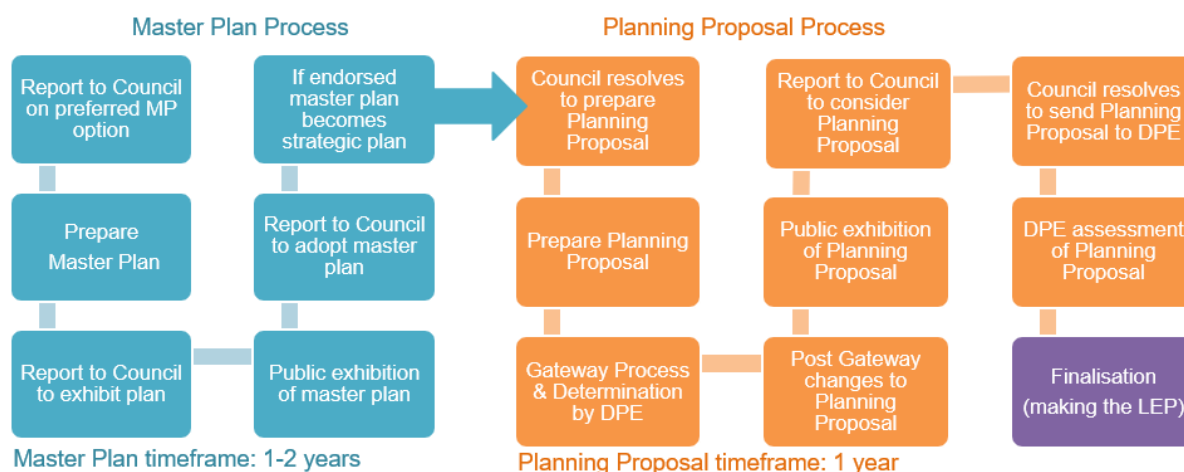 Master Plan Process
Report to Council
on preferred MP
option
Prepare
Master Plan
Report to Council
to exhibit plan
Public exhibition
of master plan
Report to Council
to adopt master
plan
If endorsed
master plan
becomes
strategic plan
Master Plan timeframe: 1-2 years
Planning Proposal Process
Council resolves
to prepare
Planning
Proposal
Prepare Planning
Proposal
Gateway Process
& Determination
by DPE
Post Gateway
changes to
Planning
Proposal
Public exhibition
of Planning
Proposal
Report to Council
to consider
Planning
Proposal
Council resolves
to send Planning
Proposal to DPE
DPE assessment
of Planning
Proposal
Finalisation
(making the LEP)
Planning Proposal timeframe: 1 year